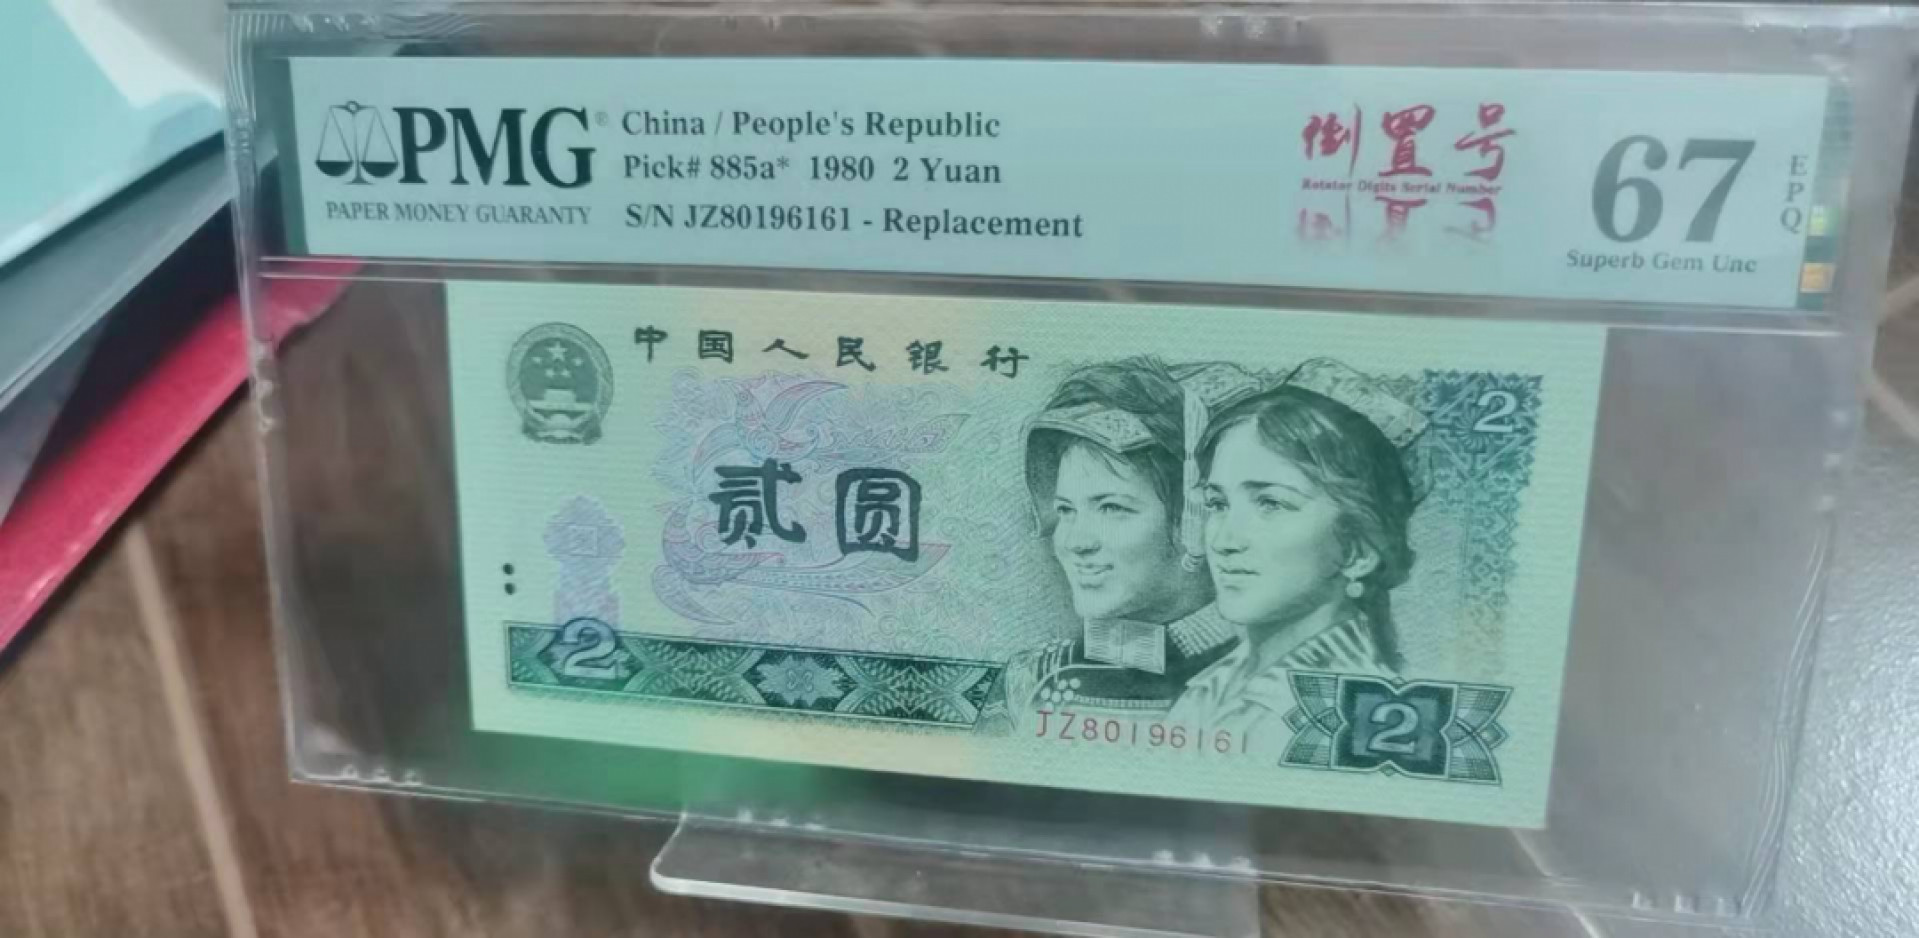 PMG®
PAPER MONEY GUARANTY
China / People's Republic
Pick# 885a* 1980 2 Yuan
S/N JZ80196161 - Replacement
倒置号
Rotator Digits Serial Number
67
EPQ
Superb Gem Unc
中国人民银行
2
贰圆
2
JZ80196161
2